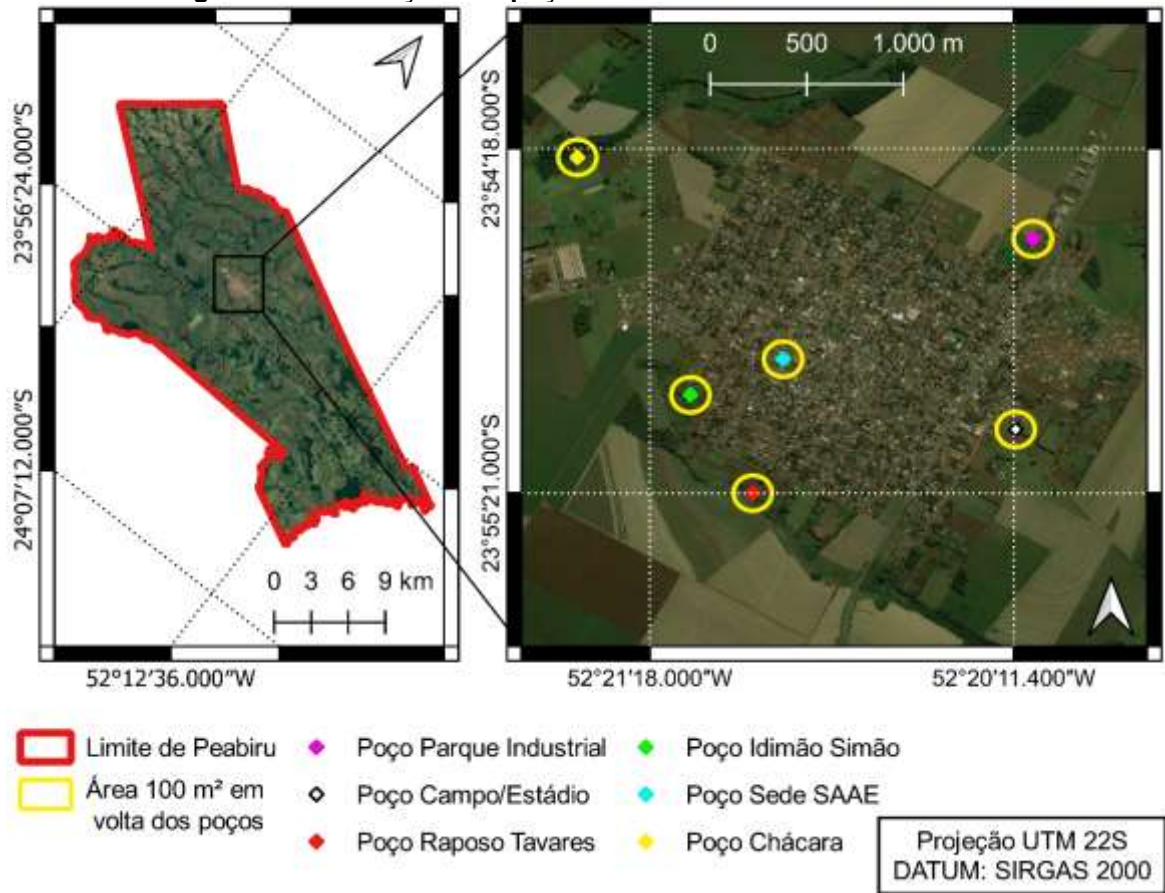 0 500 1.000 m
23°56'24.000"S
24°07'12.000"S
23°54'18.000"S
23°55'21.000"S
0 3 6 9 km
52°12'36.000"W
52°21'18.000"W
52°20'11.400"W
Limite de Peabiru
Área 100 m² em
volta dos poços
Poço Parque Industrial
Poço Campo/Estádio
Poço Raposo Tavares
Poço Idimão Simão
Poço Sede SAAE
Poço Chácara
Projeção UTM 22S
DATUM: SIRGAS 2000